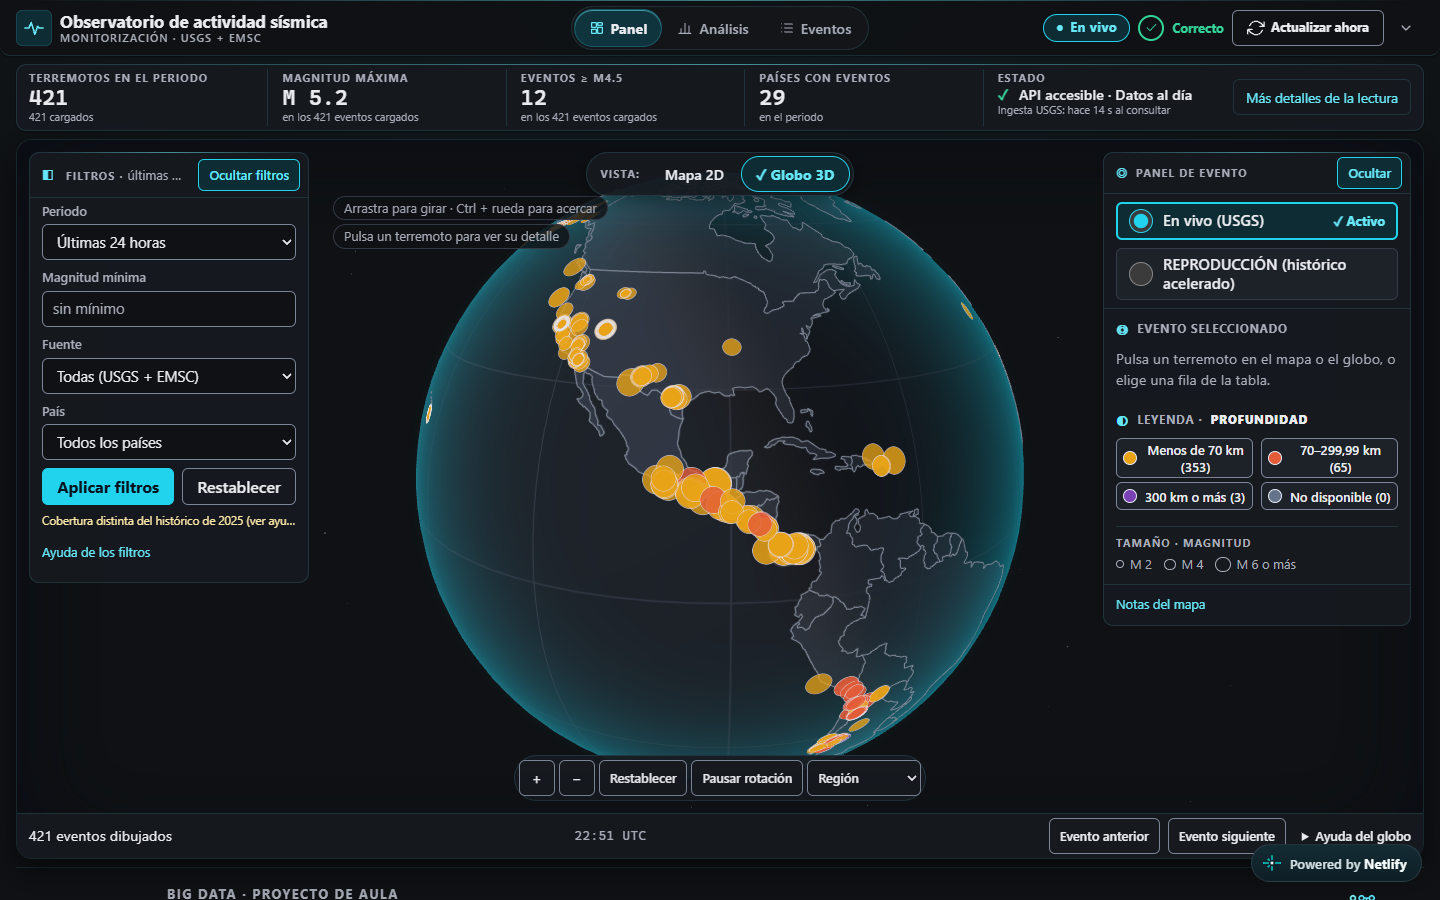 Observatorio de actividad sísmica
MONITORIZACIÓN · USGS + EMSC
Panel
Análisis
Eventos
En vivo
Correcto
Actualizar ahora
TERREMOTOS EN EL PERIODO
421
421 cargados
MAGNITUD MÁXIMA
M 5.2
en los 421 eventos cargados
EVENTOS ≥ M4.5
12
en los 421 eventos cargados
PAÍSES CON EVENTOS
29
en el periodo
ESTADO
✓ API accesible · Datos al día
Ingesta USGS: hace 14 s al consultar
Más detalles de la lectura
FILTROS · últimas ...
Ocultar filtros
Periodo
Últimas 24 horas
Magnitud mínima
sin mínimo
Fuente
Todas (USGS + EMSC)
País
Todos los países
Aplicar filtros
Restablecer
Cobertura distinta del histórico de 2025 (ver ayu...
Ayuda de los filtros
VISTA:
Mapa 2D
✓ Globo 3D
Arrastra para girar · Ctrl + rueda para acercar
Pulsa un terremoto para ver su detalle
+
−
Restablecer
Pausar rotación
Región
PANEL DE EVENTO
Ocultar
En vivo (USGS)
✓ Activo
REPRODUCCIÓN (histórico
acelerado)
EVENTO SELECCIONADO
Pulsa un terremoto en el mapa o el globo, o
elige una fila de la tabla.
LEYENDA · PROFUNDIDAD
Menos de 70 km
(353)
70–299,99 km
(65)
300 km o más (3)
No disponible (0)
TAMAÑO · MAGNITUD
M 2
M 4
M 6 o más
Notas del mapa
421 eventos dibujados
22:51 UTC
Evento anterior
Evento siguiente
Ayuda del globo
Powered by Netlify
BIG DATA · PROYECTO DE AULA